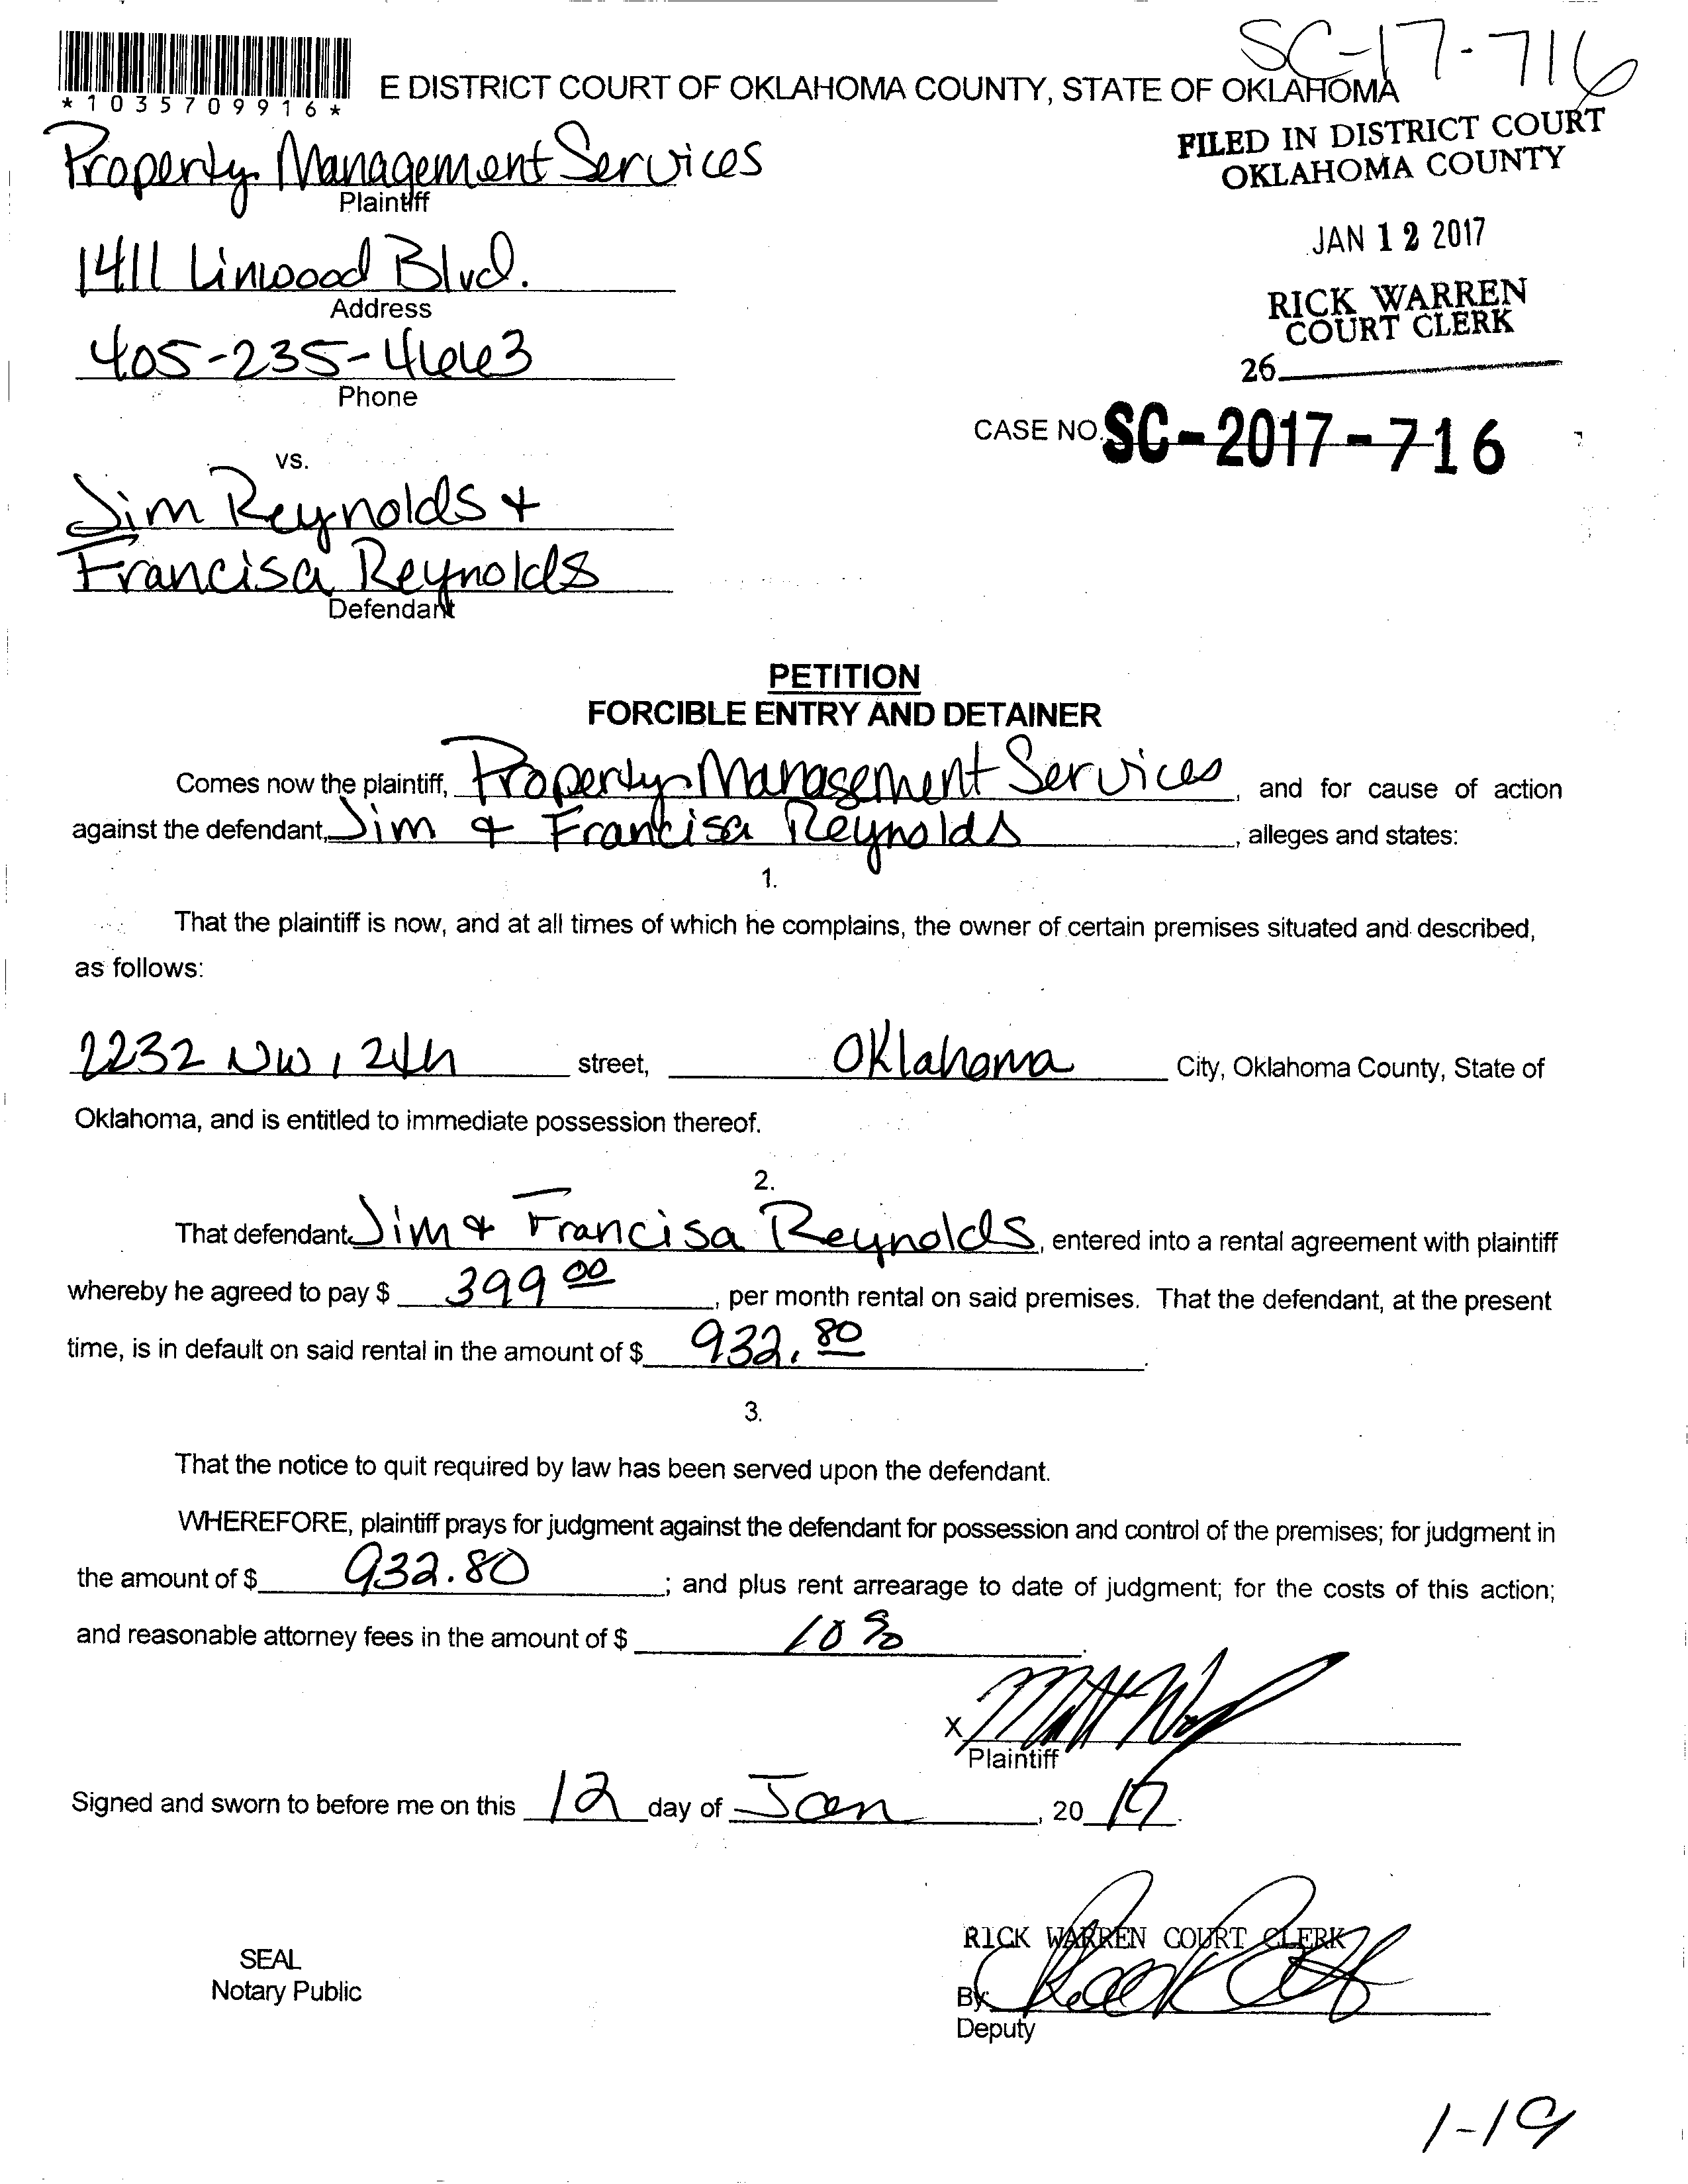 SC-17-716
*1035709916*
E DISTRICT COURT OF OKLAHOMA COUNTY, STATE OF OKLAHOMA
FILED IN DISTRICT COURT
OKLAHOMA COUNTY
Property Management Services
Plaintiff
JAN 12 2017
1411 Linwood Blvd.
Address
RICK WARREN
COURT CLERK
405-235-4663
Phone
26
CASE NO. SC-2017-716
vs.
Jim Reynolds &
Francisa Reynolds
Defendant
PETITION
FORCIBLE ENTRY AND DETAINER
Comes now the plaintiff, Property Management Services, and for cause of action
against the defendant, Jim & Francisa Reynolds, alleges and states:
1.
That the plaintiff is now, and at all times of which he complains, the owner of certain premises situated and described,
as follows:
2232 NW 12th street, Oklahoma City, Oklahoma County, State of
Oklahoma, and is entitled to immediate possession thereof.
2.
That defendant Jim & Francisa Reynolds, entered into a rental agreement with plaintiff
whereby he agreed to pay $ 399 00, per month rental on said premises. That the defendant, at the present
time, is in default on said rental in the amount of $ 932.80.
3.
That the notice to quit required by law has been served upon the defendant.
WHEREFORE, plaintiff prays for judgment against the defendant for possession and control of the premises; for judgment in
the amount of $ 932.80; and plus rent arrearage to date of judgment; for the costs of this action;
and reasonable attorney fees in the amount of $ 10%.
X
Plaintiff
Signed and sworn to before me on this 12 day of Jan, 20 17.
RICK WARREN COURT CLERK
SEAL
Notary Public
By
Deputy
1-19